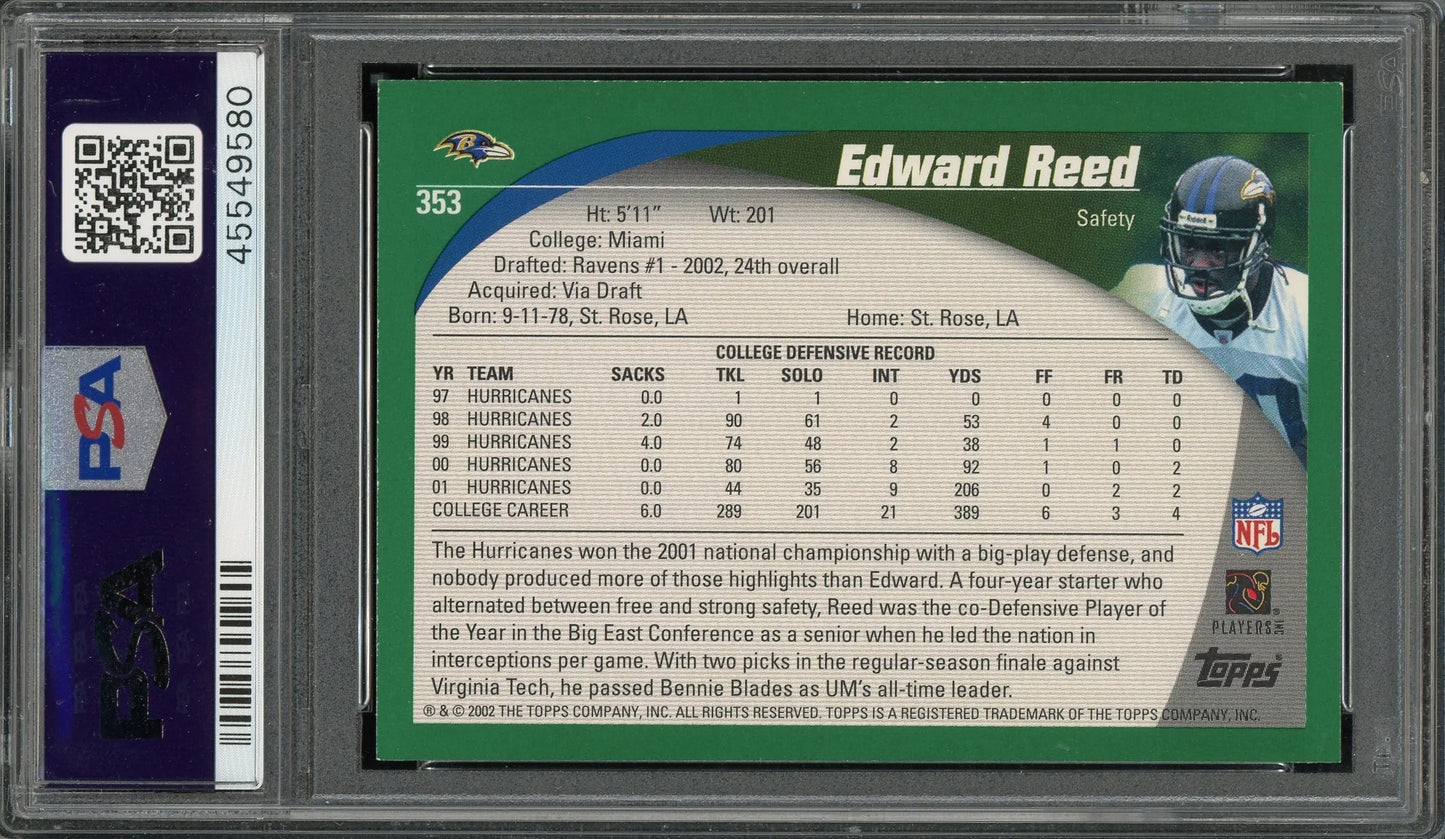 45549580
PSA
PSA
Edward Reed
353
Safety
Riddell
Ht: 5'11" Wt: 201
College: Miami
Drafted: Ravens #1 - 2002, 24th overall
Acquired: Via Draft
Born: 9-11-78, St. Rose, LA Home: St. Rose, LA
COLLEGE DEFENSIVE RECORD
YR TEAM SACKS TKL SOLO INT YDS FF FR TD
97 HURRICANES 0.0 1 1 0 0 0 0 0
98 HURRICANES 2.0 90 61 2 53 4 0 0
99 HURRICANES 4.0 74 48 2 38 1 1 0
00 HURRICANES 0.0 80 56 8 92 1 0 2
01 HURRICANES 0.0 44 35 9 206 0 2 2
COLLEGE CAREER 6.0 289 201 21 389 6 3 4
The Hurricanes won the 2001 national championship with a big-play defense, and
nobody produced more of those highlights than Edward. A four-year starter who
alternated between free and strong safety, Reed was the co-Defensive Player of
the Year in the Big East Conference as a senior when he led the nation in
interceptions per game. With two picks in the regular-season finale against
Virginia Tech, he passed Bennie Blades as UM's all-time leader.
® & © 2002 THE TOPPS COMPANY, INC. ALL RIGHTS RESERVED. TOPPS IS A REGISTERED TRADEMARK OF THE TOPPS COMPANY, INC.
NFL
PLAYERS INC ®
Topps®